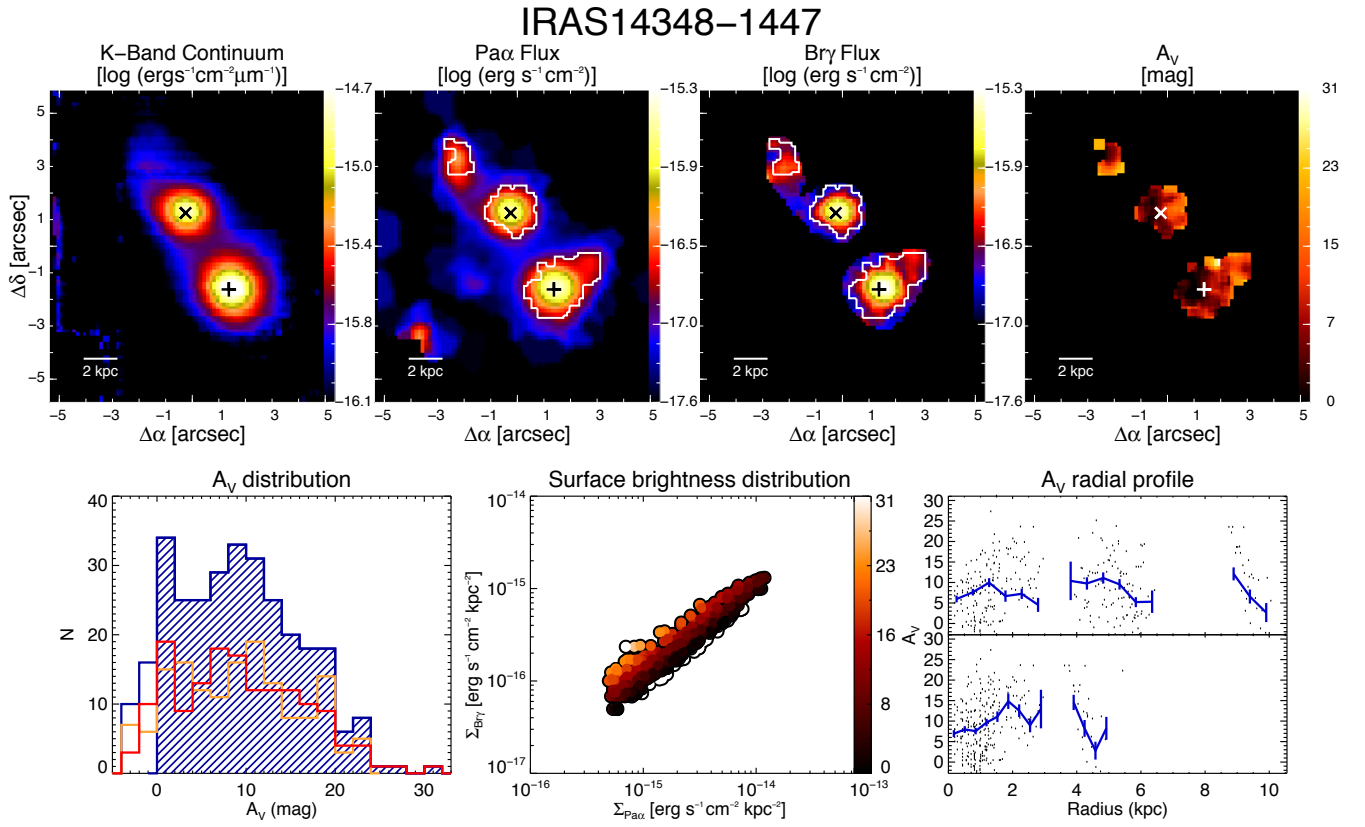 IRAS14348−1447
K−Band Continuum
[log (ergs⁻¹cm⁻²μm⁻¹)]
Paα Flux
[log (erg s⁻¹cm⁻²)]
Brγ Flux
[log (erg s⁻¹cm⁻²)]
A_V
[mag]
5
3
1
−1
−3
−5
Δδ [arcsec]
−14.7
−15.0
−15.4
−15.8
−16.1
−15.3
−15.9
−16.5
−17.0
−17.6
−15.3
−15.9
−16.5
−17.0
−17.6
31
23
15
7
0
2 kpc
2 kpc
2 kpc
2 kpc
−5 −3 −1 1 3 5
−5 −3 −1 1 3 5
−5 −3 −1 1 3 5
−5 −3 −1 1 3 5
Δα [arcsec]
Δα [arcsec]
Δα [arcsec]
Δα [arcsec]
A_V distribution
40
30
20
10
0
N
0 10 20 30
A_V (mag)
Surface brightness distribution
10⁻¹⁴
10⁻¹⁵
10⁻¹⁶
10⁻¹⁷
Σ_Brγ [erg s⁻¹ cm⁻² kpc⁻²]
10⁻¹⁶ 10⁻¹⁵ 10⁻¹⁴ 10⁻¹³
Σ_Paα [erg s⁻¹ cm⁻² kpc⁻²]
31
24
16
8
0
A_V radial profile
30
25
20
15
10
5
0
A_V
30
25
20
15
10
5
0
0 2 4 6 8 10
Radius (kpc)